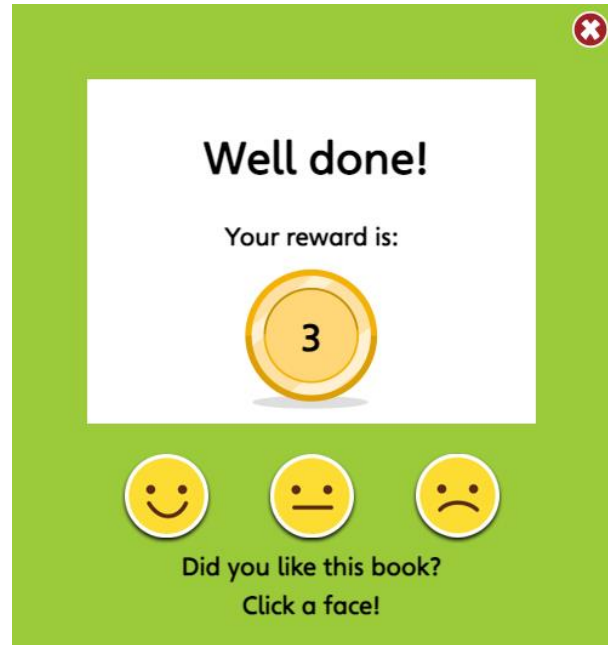 Well done!
Your reward is:
3
Did you like this book?
Click a face!